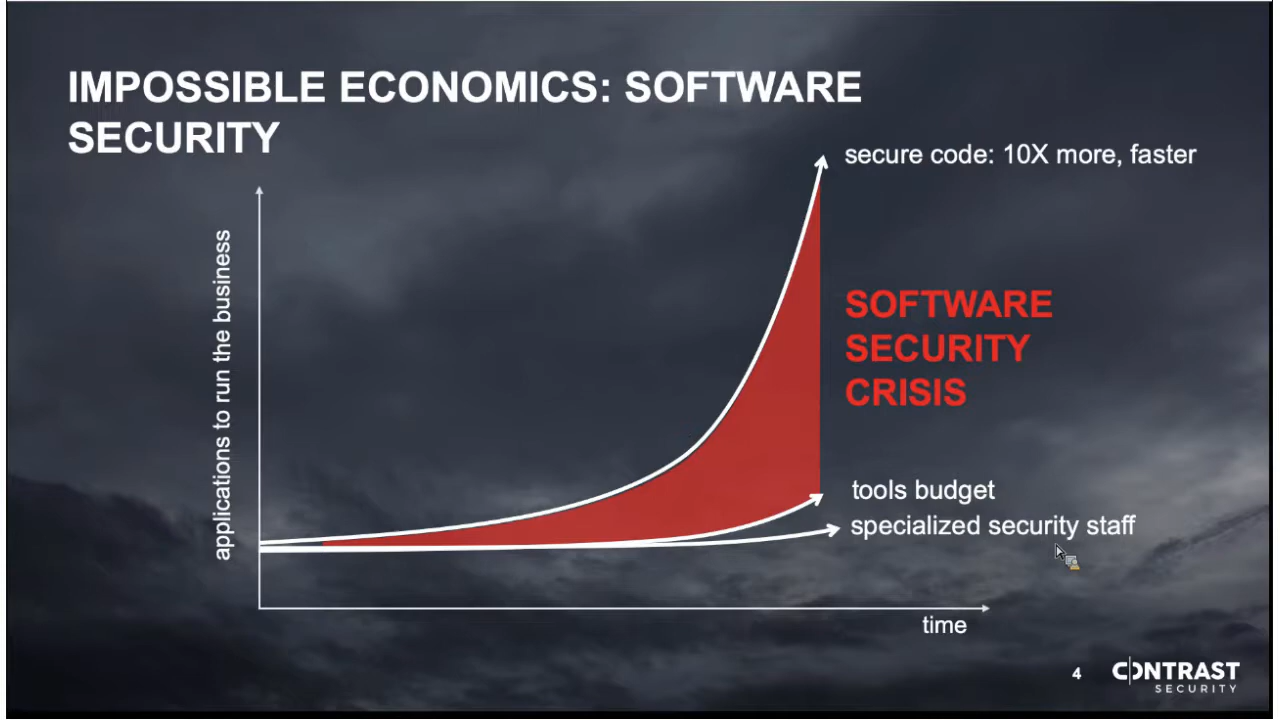 IMPOSSIBLE ECONOMICS: SOFTWARE
SECURITY
secure code: 10X more, faster
applications to run the business
SOFTWARE
SECURITY
CRISIS
tools budget
specialized security staff
time
4
CONTRAST
SECURITY